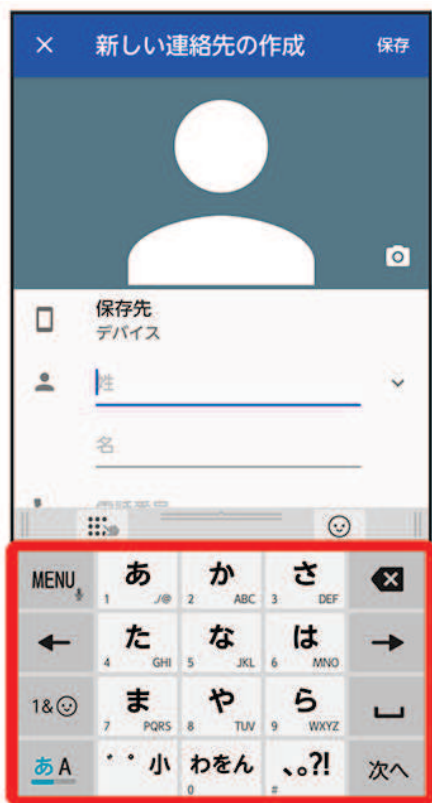 新しい連絡先の作成 保存
保存先
デバイス
姓
名
MENU あ か さ
1 ./@ 2 ABC 3 DEF
た な は
4 GHI 5 JKL 6 MNO
1& ま や ら
7 PQRS 8 TUV 9 WXYZ
あA ゛゜小 わをん 、。?! 次へ
0 #